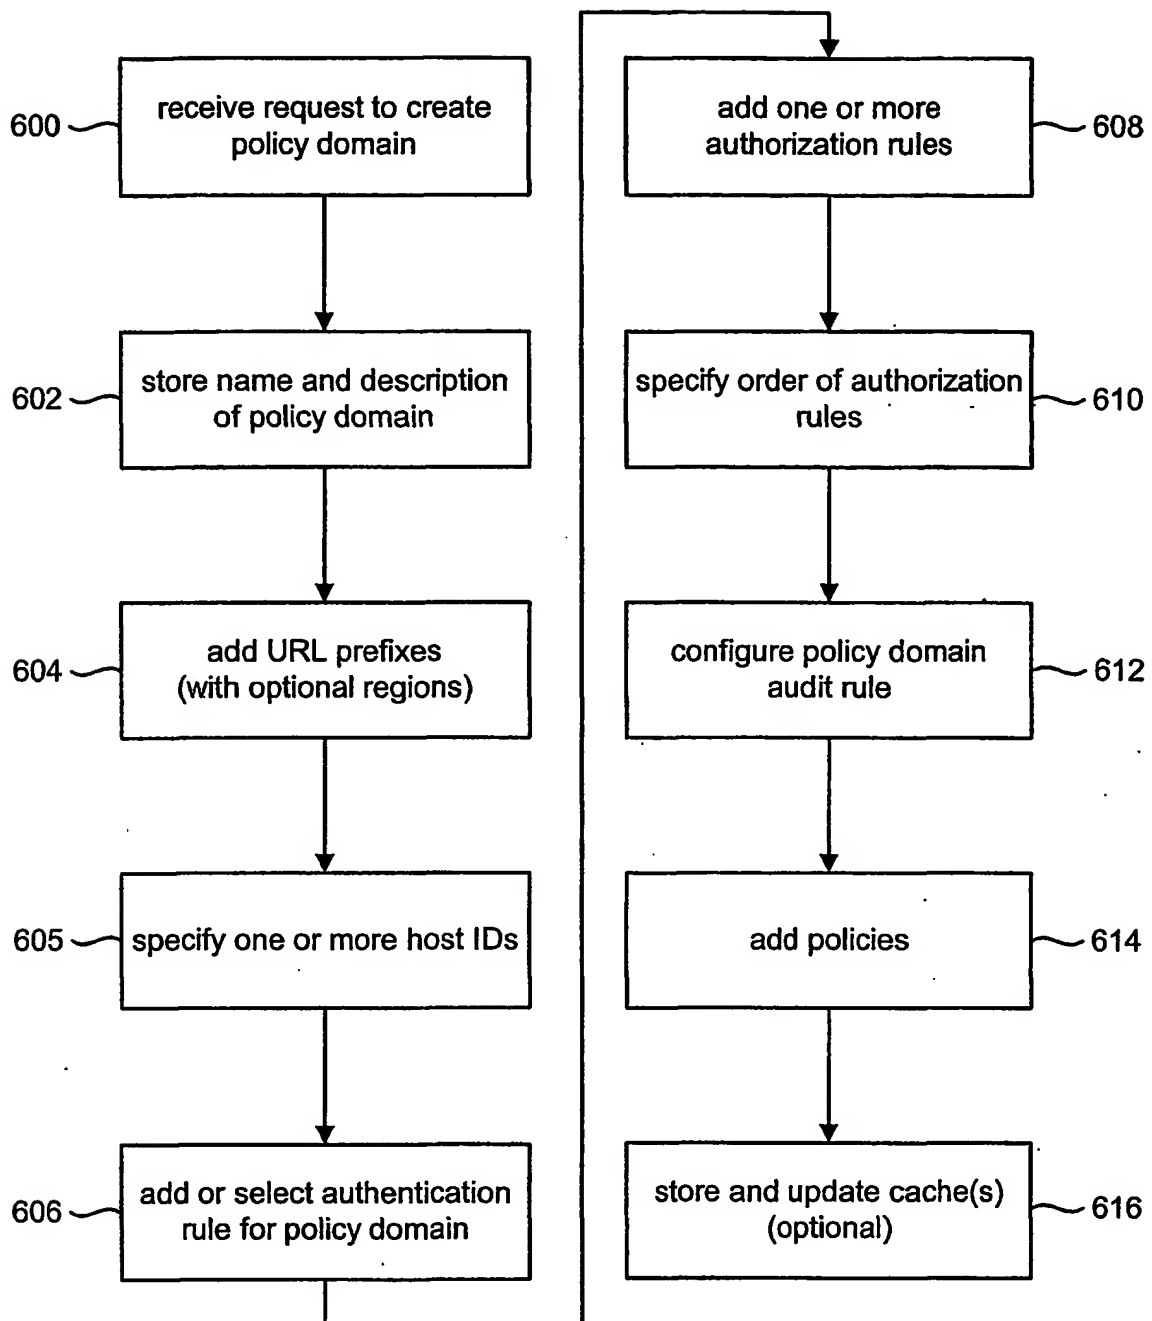 600
receive request to create
policy domain
602
store name and description
of policy domain
604
add URL prefixes
(with optional regions)
605
specify one or more host IDs
606
add or select authentication
rule for policy domain
add one or more
authorization rules
608
specify order of authorization
rules
610
configure policy domain
audit rule
612
add policies
614
store and update cache(s)
(optional)
616